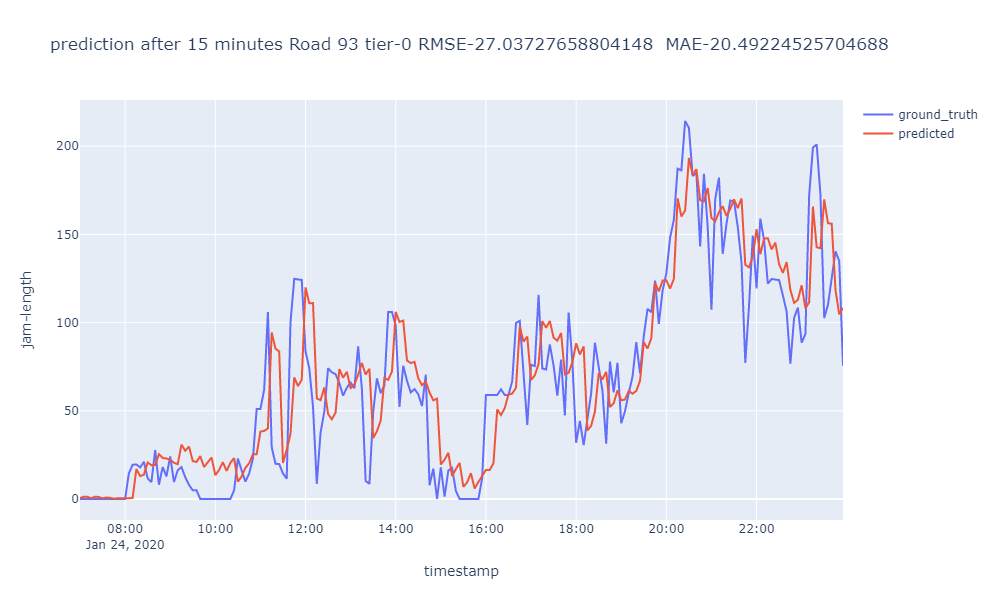 prediction after 15 minutes Road 93 tier-0 RMSE-27.03727658804148  MAE-20.49224525704688
ground_truth
predicted
200
150
100
50
0
jam-length
08:00 10:00 12:00 14:00 16:00 18:00 20:00 22:00
Jan 24, 2020
timestamp